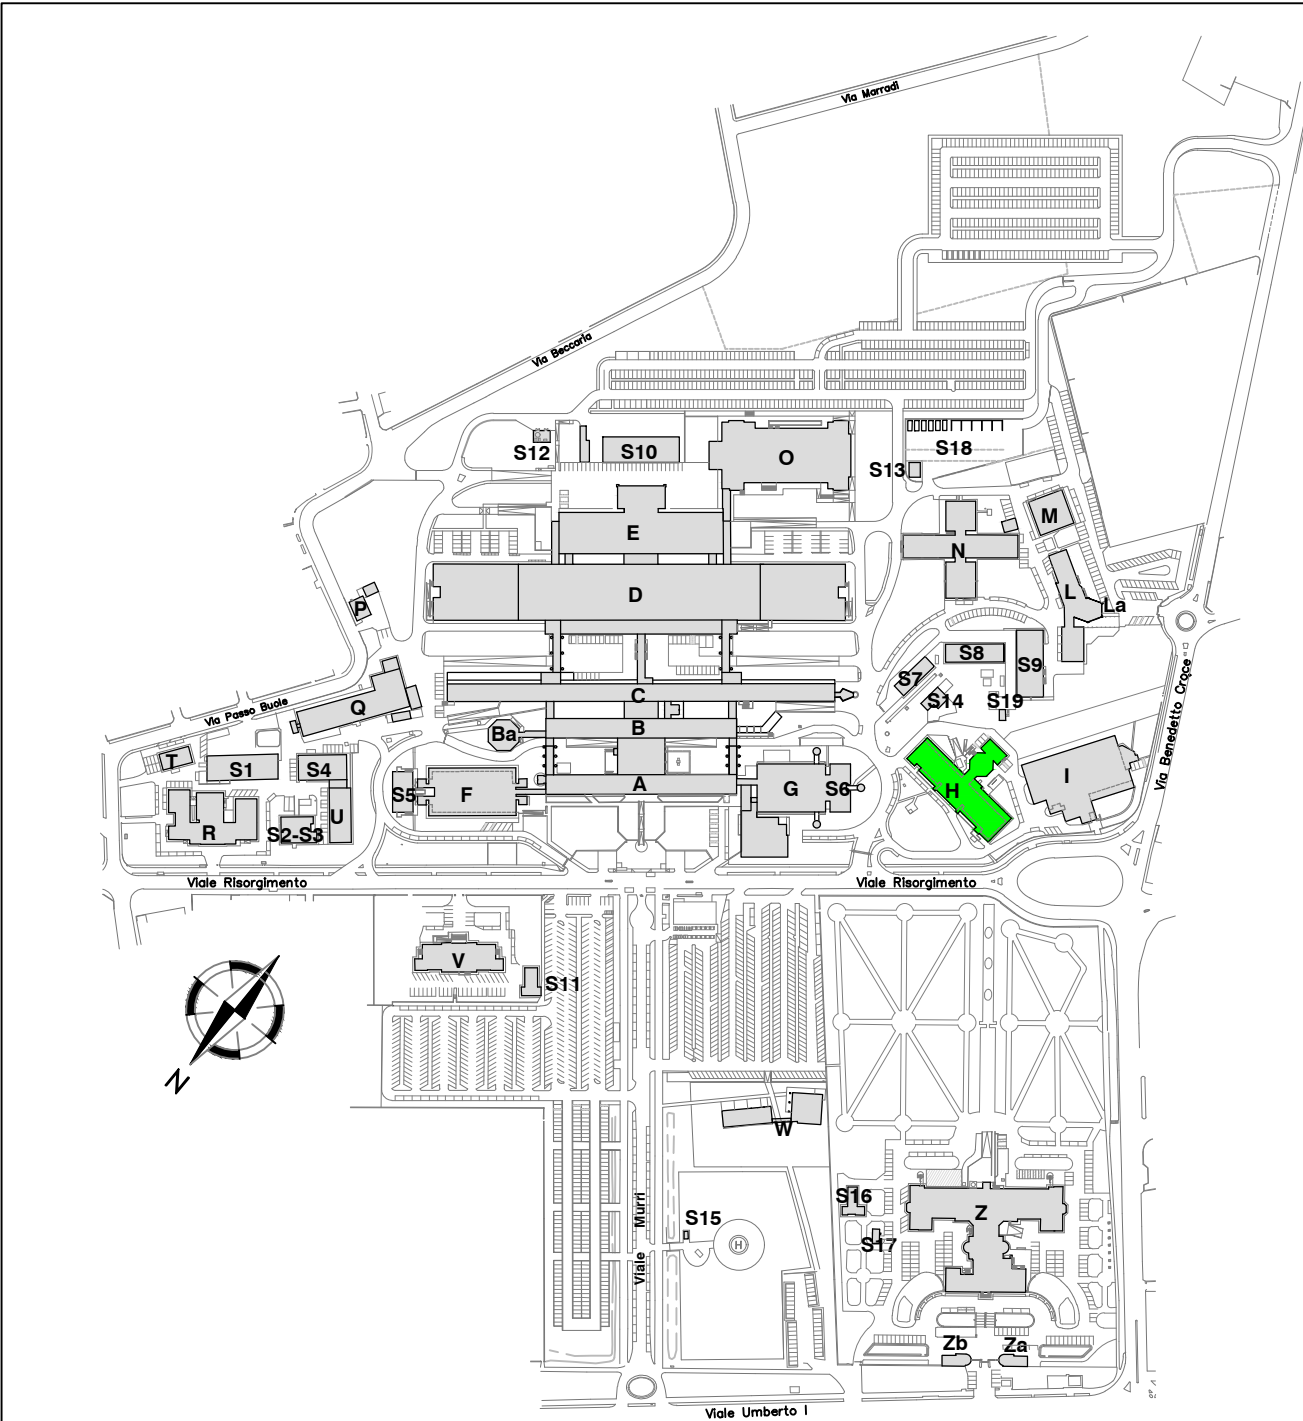 Via Marradi
Via Beccaria
S12
S10
O
S18
S13
E
M
N
D
L
La
P
S8
S9
S7
C
S14
S19
Q
Via Passo Buole
B
Ba
Via Benedetto Croce
T
S1
S4
A
G
S6
H
I
S5
F
U
R
S2-S3
Viale Risorgimento
Viale Risorgimento
V
S11
N
W
S16
Z
S15
H
S17
Viale Murri
Zb
Za
Viale Umberto I